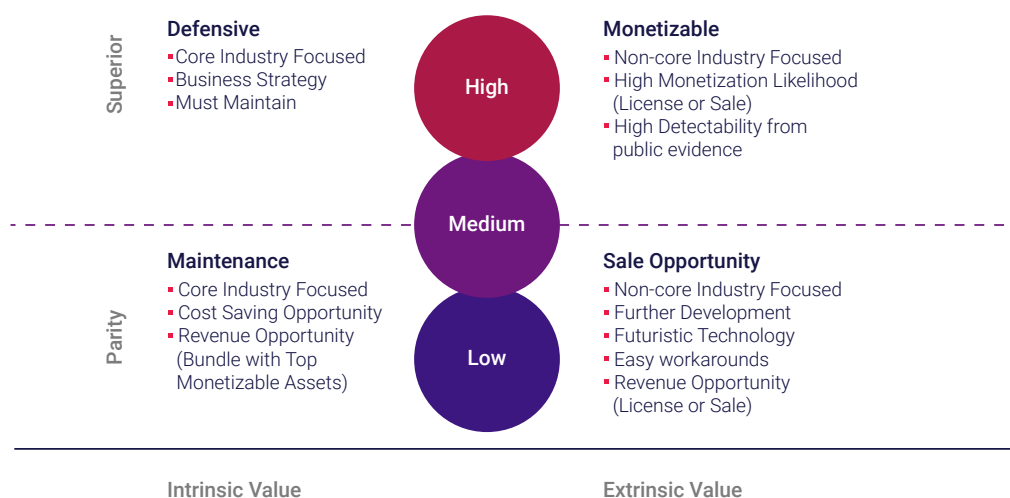 Superior
Defensive
▪Core Industry Focused
▪Business Strategy
▪Must Maintain
High
Monetizable
▪Non-core Industry Focused
▪High Monetization Likelihood
(License or Sale)
▪High Detectability from
public evidence
Medium
Parity
Maintenance
▪Core Industry Focused
▪Cost Saving Opportunity
▪Revenue Opportunity
(Bundle with Top
Monetizable Assets)
Low
Sale Opportunity
▪Non-core Industry Focused
▪Further Development
▪Futuristic Technology
▪Easy workarounds
▪Revenue Opportunity
(License or Sale)
Intrinsic Value
Extrinsic Value